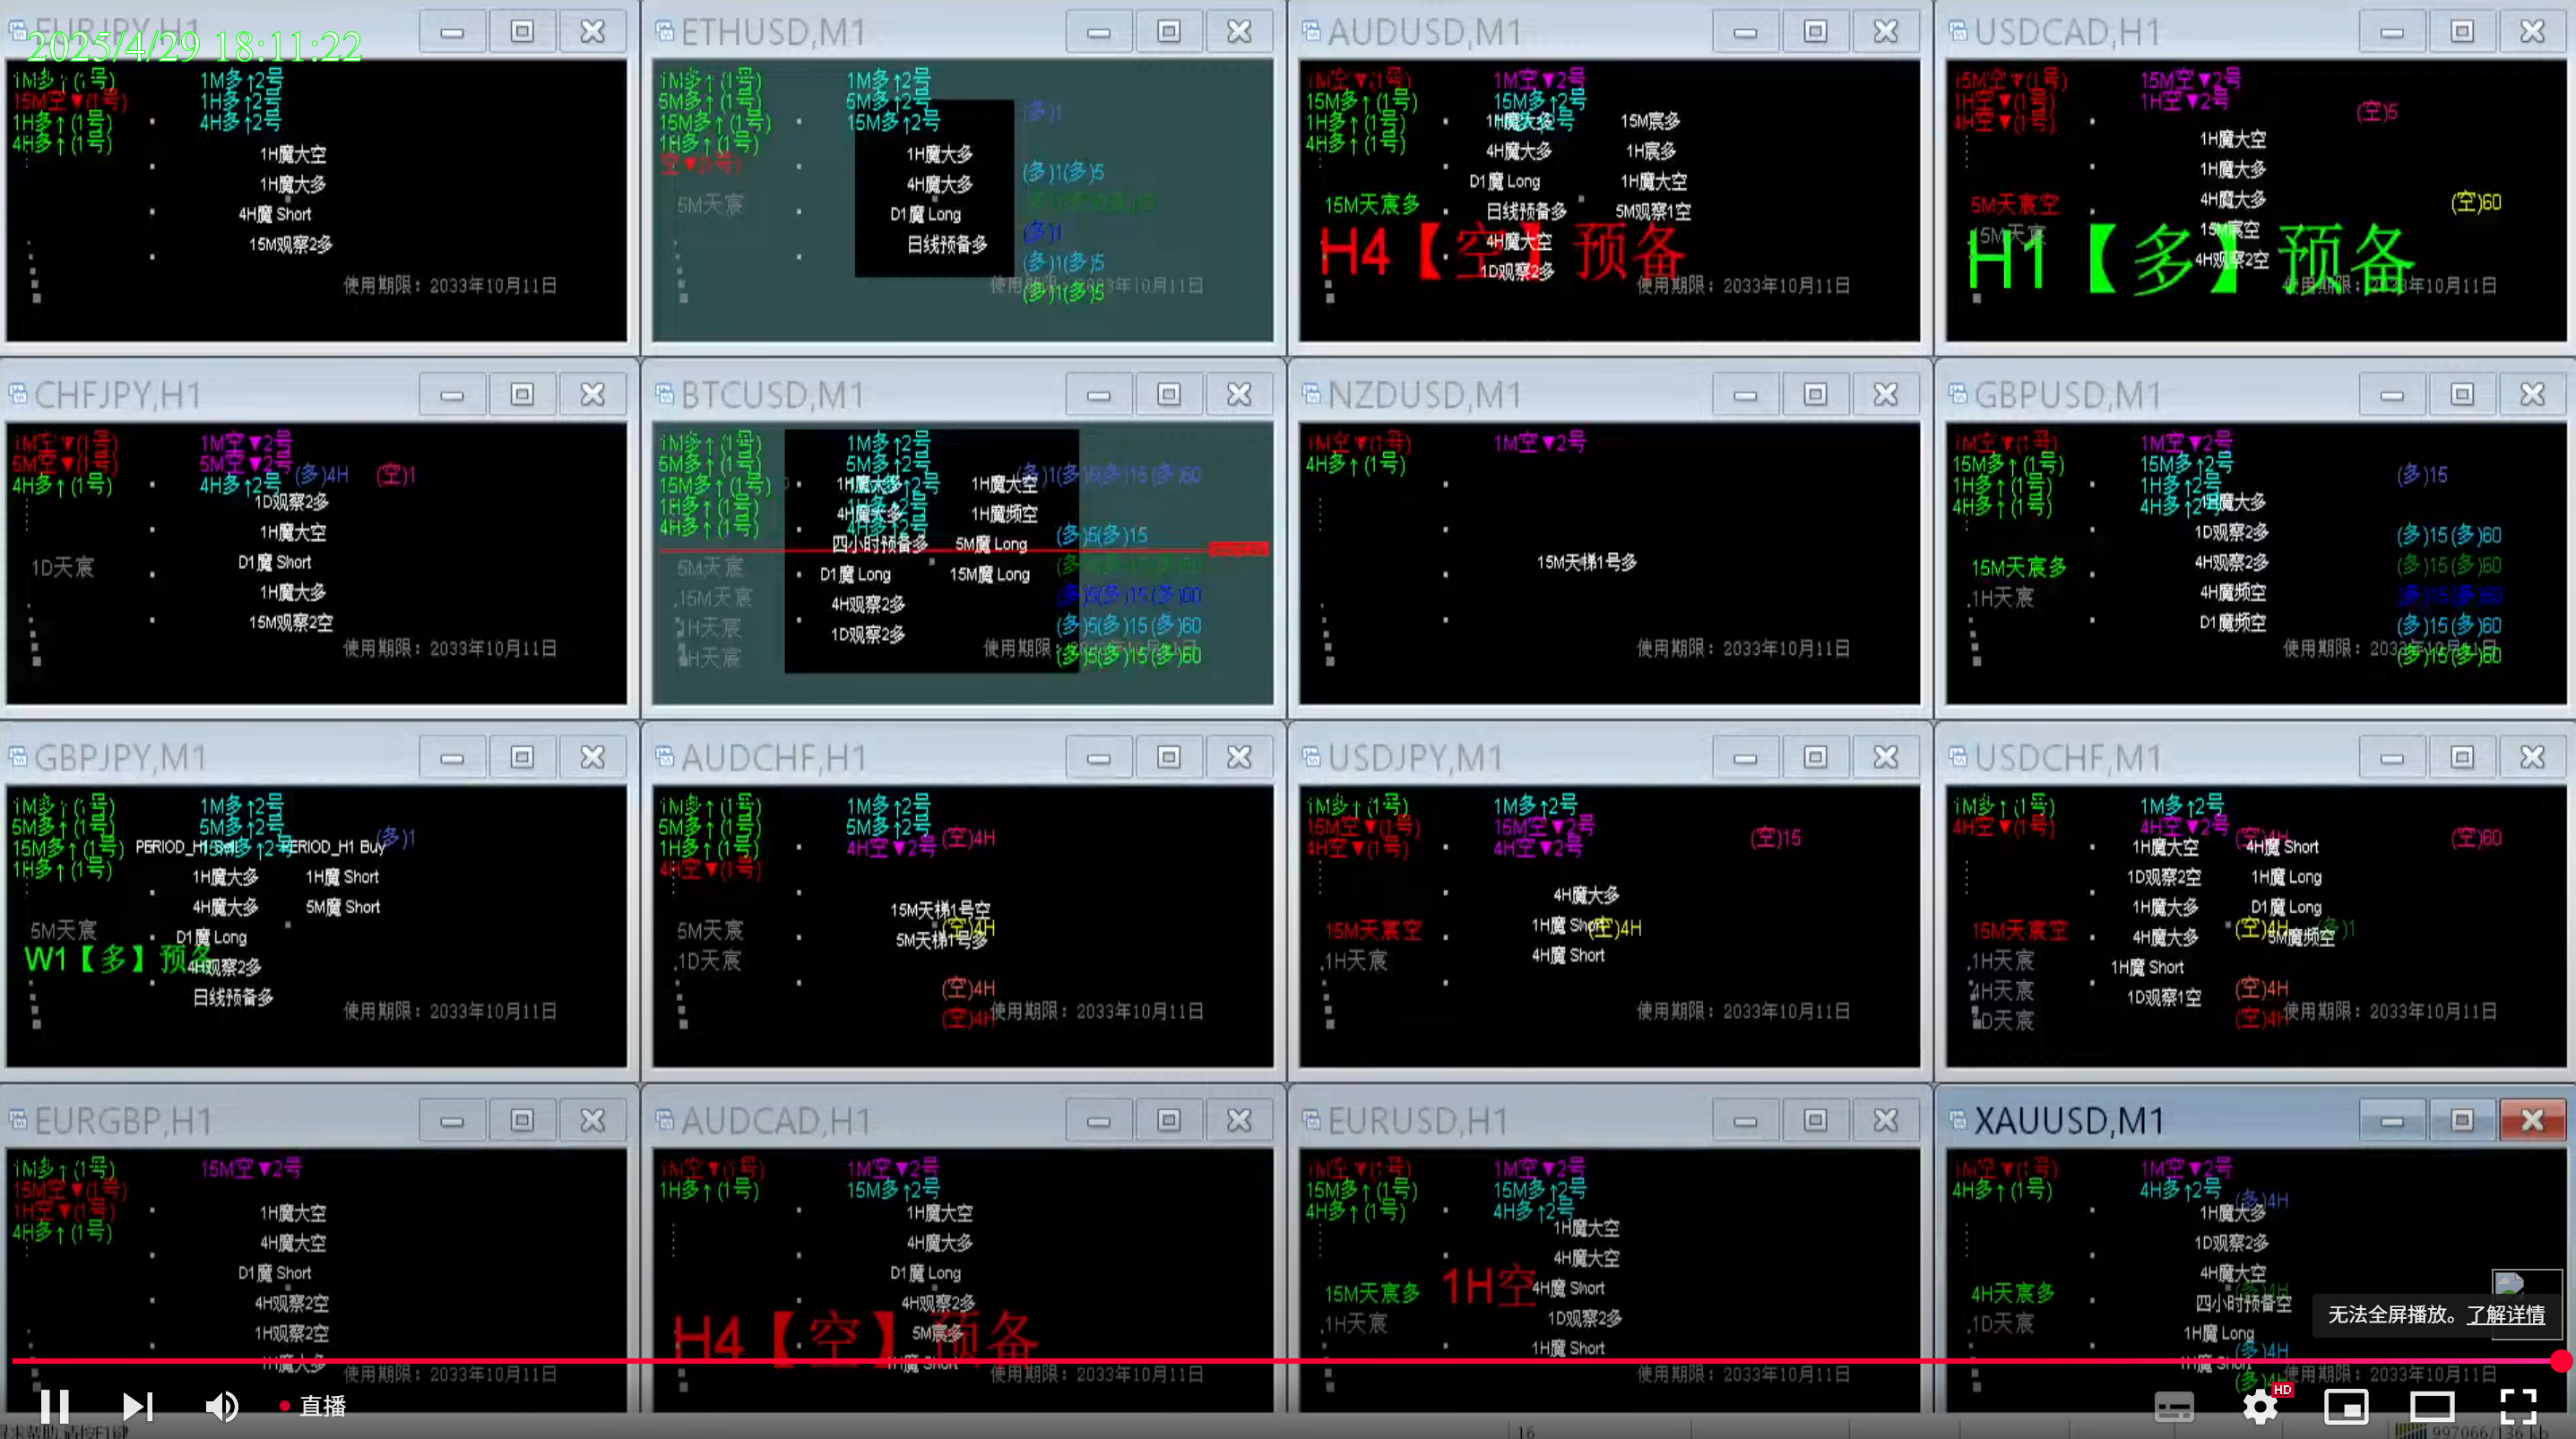 EURJPY,H1
2025/4/29 18:11:22
1M多↑(1号) 1M多↑2号
15M空▼(1号) 1H多↑2号
1H多↑(1号) 4H多↑2号
4H多↑(1号)
1H魔大空
1H魔大多
4H魔 Short
15M观察2多
使用期限：2033年10月11日
ETHUSD,M1
1M多↑(1号) 1M多↑2号
5M多↑(1号) 5M多↑2号
15M多↑(1号) 15M多↑2号
1H多↑(1号)
空▼(1号)
(多)1
1H魔大多
(多)1(多)5
4H魔大多
5M天宸
D1魔 Long
(多)1
日线预备多
(多)1(多)5
(多)1(多)5
AUDUSD,M1
1M空▼(1号) 1M空▼2号
15M多↑(1号) 15M多↑2号
1H多↑(1号)
4H多↑(1号)
1H魔大多 15M宸多
4H魔大多 1H宸多
D1魔 Long 1H魔大空
15M天宸多 日线预备多 5M观察1空
H4【空】预备
4H魔大空
1D观察2多
使用期限：2033年10月11日
USDCAD,H1
15M空▼(1号) 15M空▼2号
1H空▼(1号) 1H空▼2号
4H空▼(1号)
(空)5
1H魔大空
1H魔大多
4H魔大多
5M天宸空 (空)60
15M宸空
15M天宸
H1【多】预备
4H观察2空
CHFJPY,H1
1M空▼(1号) 1M空▼2号
5M空▼(1号) 5M空▼2号
4H多↑(1号) 4H多↑2号
(多)4H (空)1
1D观察2多
1H魔大空
1D天宸 D1魔 Short
1H魔大多
15M观察2空
使用期限：2033年10月11日
BTCUSD,M1
1M多↑(1号) 1M多↑2号
5M多↑(1号) 5M多↑2号
15M多↑(1号)
1H多↑(1号)
4H多↑(1号)
1H魔大多 1H魔大空
4H魔大多 1H魔频空
(多)5(多)15
四小时预备多 5M魔 Long
5M天宸
D1魔 Long 15M魔 Long
15M天宸 4H观察2多 (多)5(多)15(多)60
1H天宸 1D观察2多 (多)5(多)15(多)60
(多)5(多)15(多)60
NZDUSD,M1
1M空▼(1号) 1M空▼2号
4H多↑(1号)
15M天梯1号多
使用期限：2033年10月11日
GBPUSD,M1
1M空▼(1号) 1M空▼2号
15M多↑(1号) 15M多↑2号
1H多↑(1号) 1H多↑2号
4H多↑(1号) 4H多↑2号
(多)15
1D观察2多 (多)15(多)60
15M天宸多 4H观察2多 (多)15(多)60
1H天宸 4H魔频空 (多)15(多)60
D1魔频空 (多)15(多)60
(多)15(多)60
GBPJPY,M1
1M多↑(1号) 1M多↑2号
5M多↑(1号) 5M多↑2号
15M多↑(1号) 15M多↑2号
1H多↑(1号)
(多)1
PERIOD_H1 Buy
1H魔大多 1H魔 Short
4H魔大多 5M魔 Short
5M天宸 D1魔 Long
W1【多】预备
4H观察2多
日线预备多
使用期限：2033年10月11日
AUDCHF,H1
1M多↑(1号) 1M多↑2号
5M多↑(1号) 5M多↑2号
1H多↑(1号) 4H空▼2号
4H空▼(1号)
(空)4H
15M天梯1号空
5M天宸 (空)4H
5M天梯1号多
1D天宸
(空)4H
(空)4H
使用期限：2033年10月11日
USDJPY,M1
1M多↑(1号) 1M多↑2号
15M空▼(1号) 15M空▼2号
4H空▼(1号) 4H空▼2号
(空)15
4H魔大多
1H魔 Short
15M天宸空 (空)4H
1H天宸 4H魔 Short
使用期限：2033年10月11日
USDCHF,M1
1M多↑(1号) 1M多↑2号
4H空▼(1号) 4H空▼2号
(空)4H (空)60
1H魔大空 4H魔 Short
1D观察2空 1H魔 Long
1H魔大多 D1魔 Long
15M天宸空 4H魔大多 (空)4H 5M魔频空
1H天宸 1H魔 Short
4H天宸 1D观察1空 (空)4H
1D天宸 (空)4H
使用期限：2033年10月11日
EURGBP,H1
1M多↑(1号) 15M空▼2号
15M空▼(1号)
1H空▼(1号)
4H多↑(1号)
1H魔大空
4H魔大空
D1魔 Short
4H观察2空
1H观察2空
1H魔大多
使用期限：2033年10月11日
AUDCAD,H1
1M空▼(1号) 1M空▼2号
1H多↑(1号) 15M多↑2号
1H魔大空
4H魔大多
D1魔 Long
4H观察2多
5M宸多
H4【空】预备
1H魔 Short
使用期限：2033年10月11日
EURUSD,H1
1M空▼(1号) 1M空▼2号
15M多↑(1号) 15M多↑2号
4H多↑(1号) 4H多↑2号
1H魔大空
4H魔大空
15M天宸多 1H空 4H魔 Short
1H天宸 1D观察2多
1H魔 Short
使用期限：2033年10月11日
XAUUSD,M1
1M空▼(1号) 1M空▼2号
4H多↑(1号) 4H多↑2号
(多)4H
1H魔大多
1D观察2多
4H魔大空
4H天宸多 四小时预备空
1D天宸 1H魔 Long
(多)4H
1H魔 Short
使用期限：2033年10月11日
无法全屏播放。了解详情
直播
HD
16
997066/136 kb